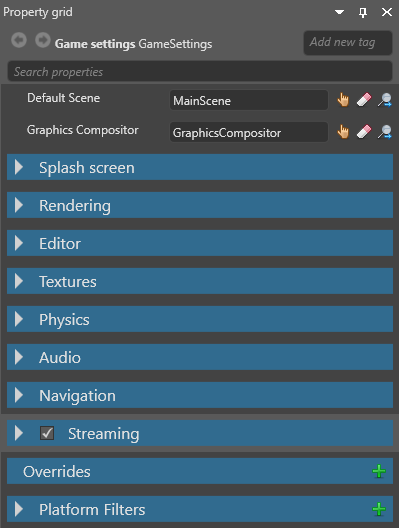 Property grid
Game settings GameSettings
Add new tag
Search properties
Default Scene
MainScene
Graphics Compositor
GraphicsCompositor
Splash screen
Rendering
Editor
Textures
Physics
Audio
Navigation
Streaming
Overrides
Platform Filters